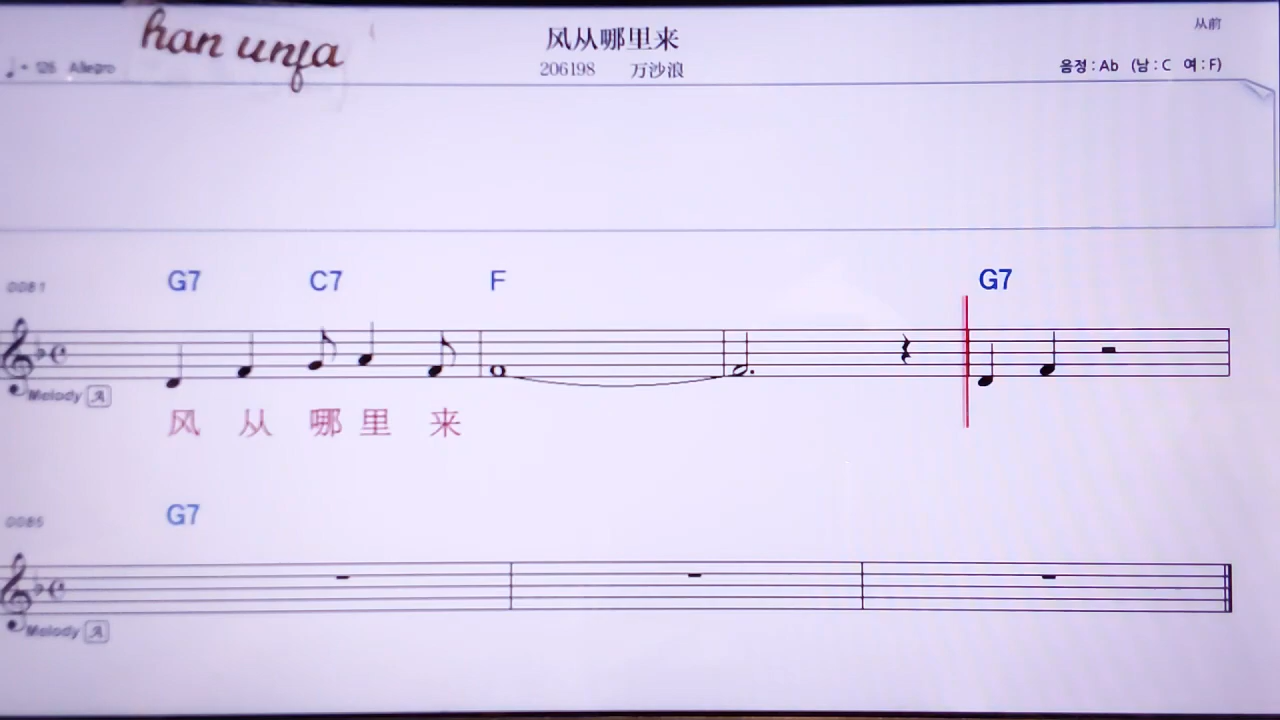 han unfa
风从哪里来
从前
♩= 126 Allegro
206198 万沙浪
음정 : Ab (남 : C 여 : F)
0081
G7 C7 F G7
Melody
风 从 哪 里 来
0085
G7
Melody